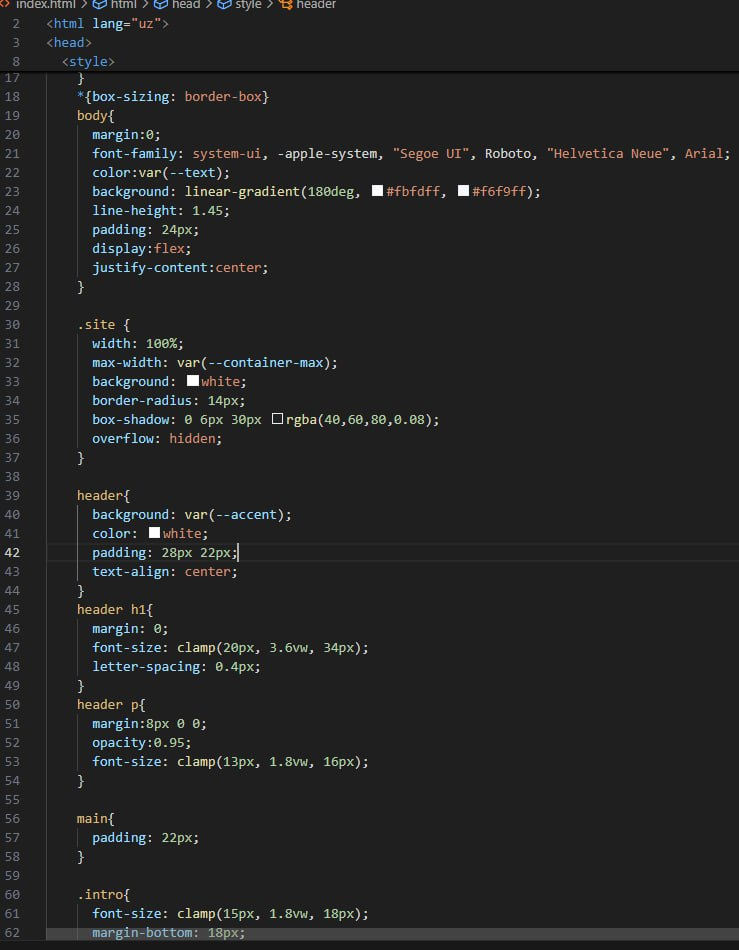 index.html > html > head > style > header
2 <html lang="uz">
3 <head>
8 <style>
17 }
18 *{box-sizing: border-box}
19 body{
20 margin:0;
21 font-family: system-ui, -apple-system, "Segoe UI", Roboto, "Helvetica Neue", Arial;
22 color:var(--text);
23 background: linear-gradient(180deg, #fbfdff, #f6f9ff);
24 line-height: 1.45;
25 padding: 24px;
26 display:flex;
27 justify-content:center;
28 }
29
30 .site {
31 width: 100%;
32 max-width: var(--container-max);
33 background: white;
34 border-radius: 14px;
35 box-shadow: 0 6px 30px rgba(40,60,80,0.08);
36 overflow: hidden;
37 }
38
39 header{
40 background: var(--accent);
41 color: white;
42 padding: 28px 22px;
43 text-align: center;
44 }
45 header h1{
46 margin: 0;
47 font-size: clamp(20px, 3.6vw, 34px);
48 letter-spacing: 0.4px;
49 }
50 header p{
51 margin:8px 0 0;
52 opacity:0.95;
53 font-size: clamp(13px, 1.8vw, 16px);
54 }
55
56 main{
57 padding: 22px;
58 }
59
60 .intro{
61 font-size: clamp(15px, 1.8vw, 18px);
62 margin-bottom: 18px;